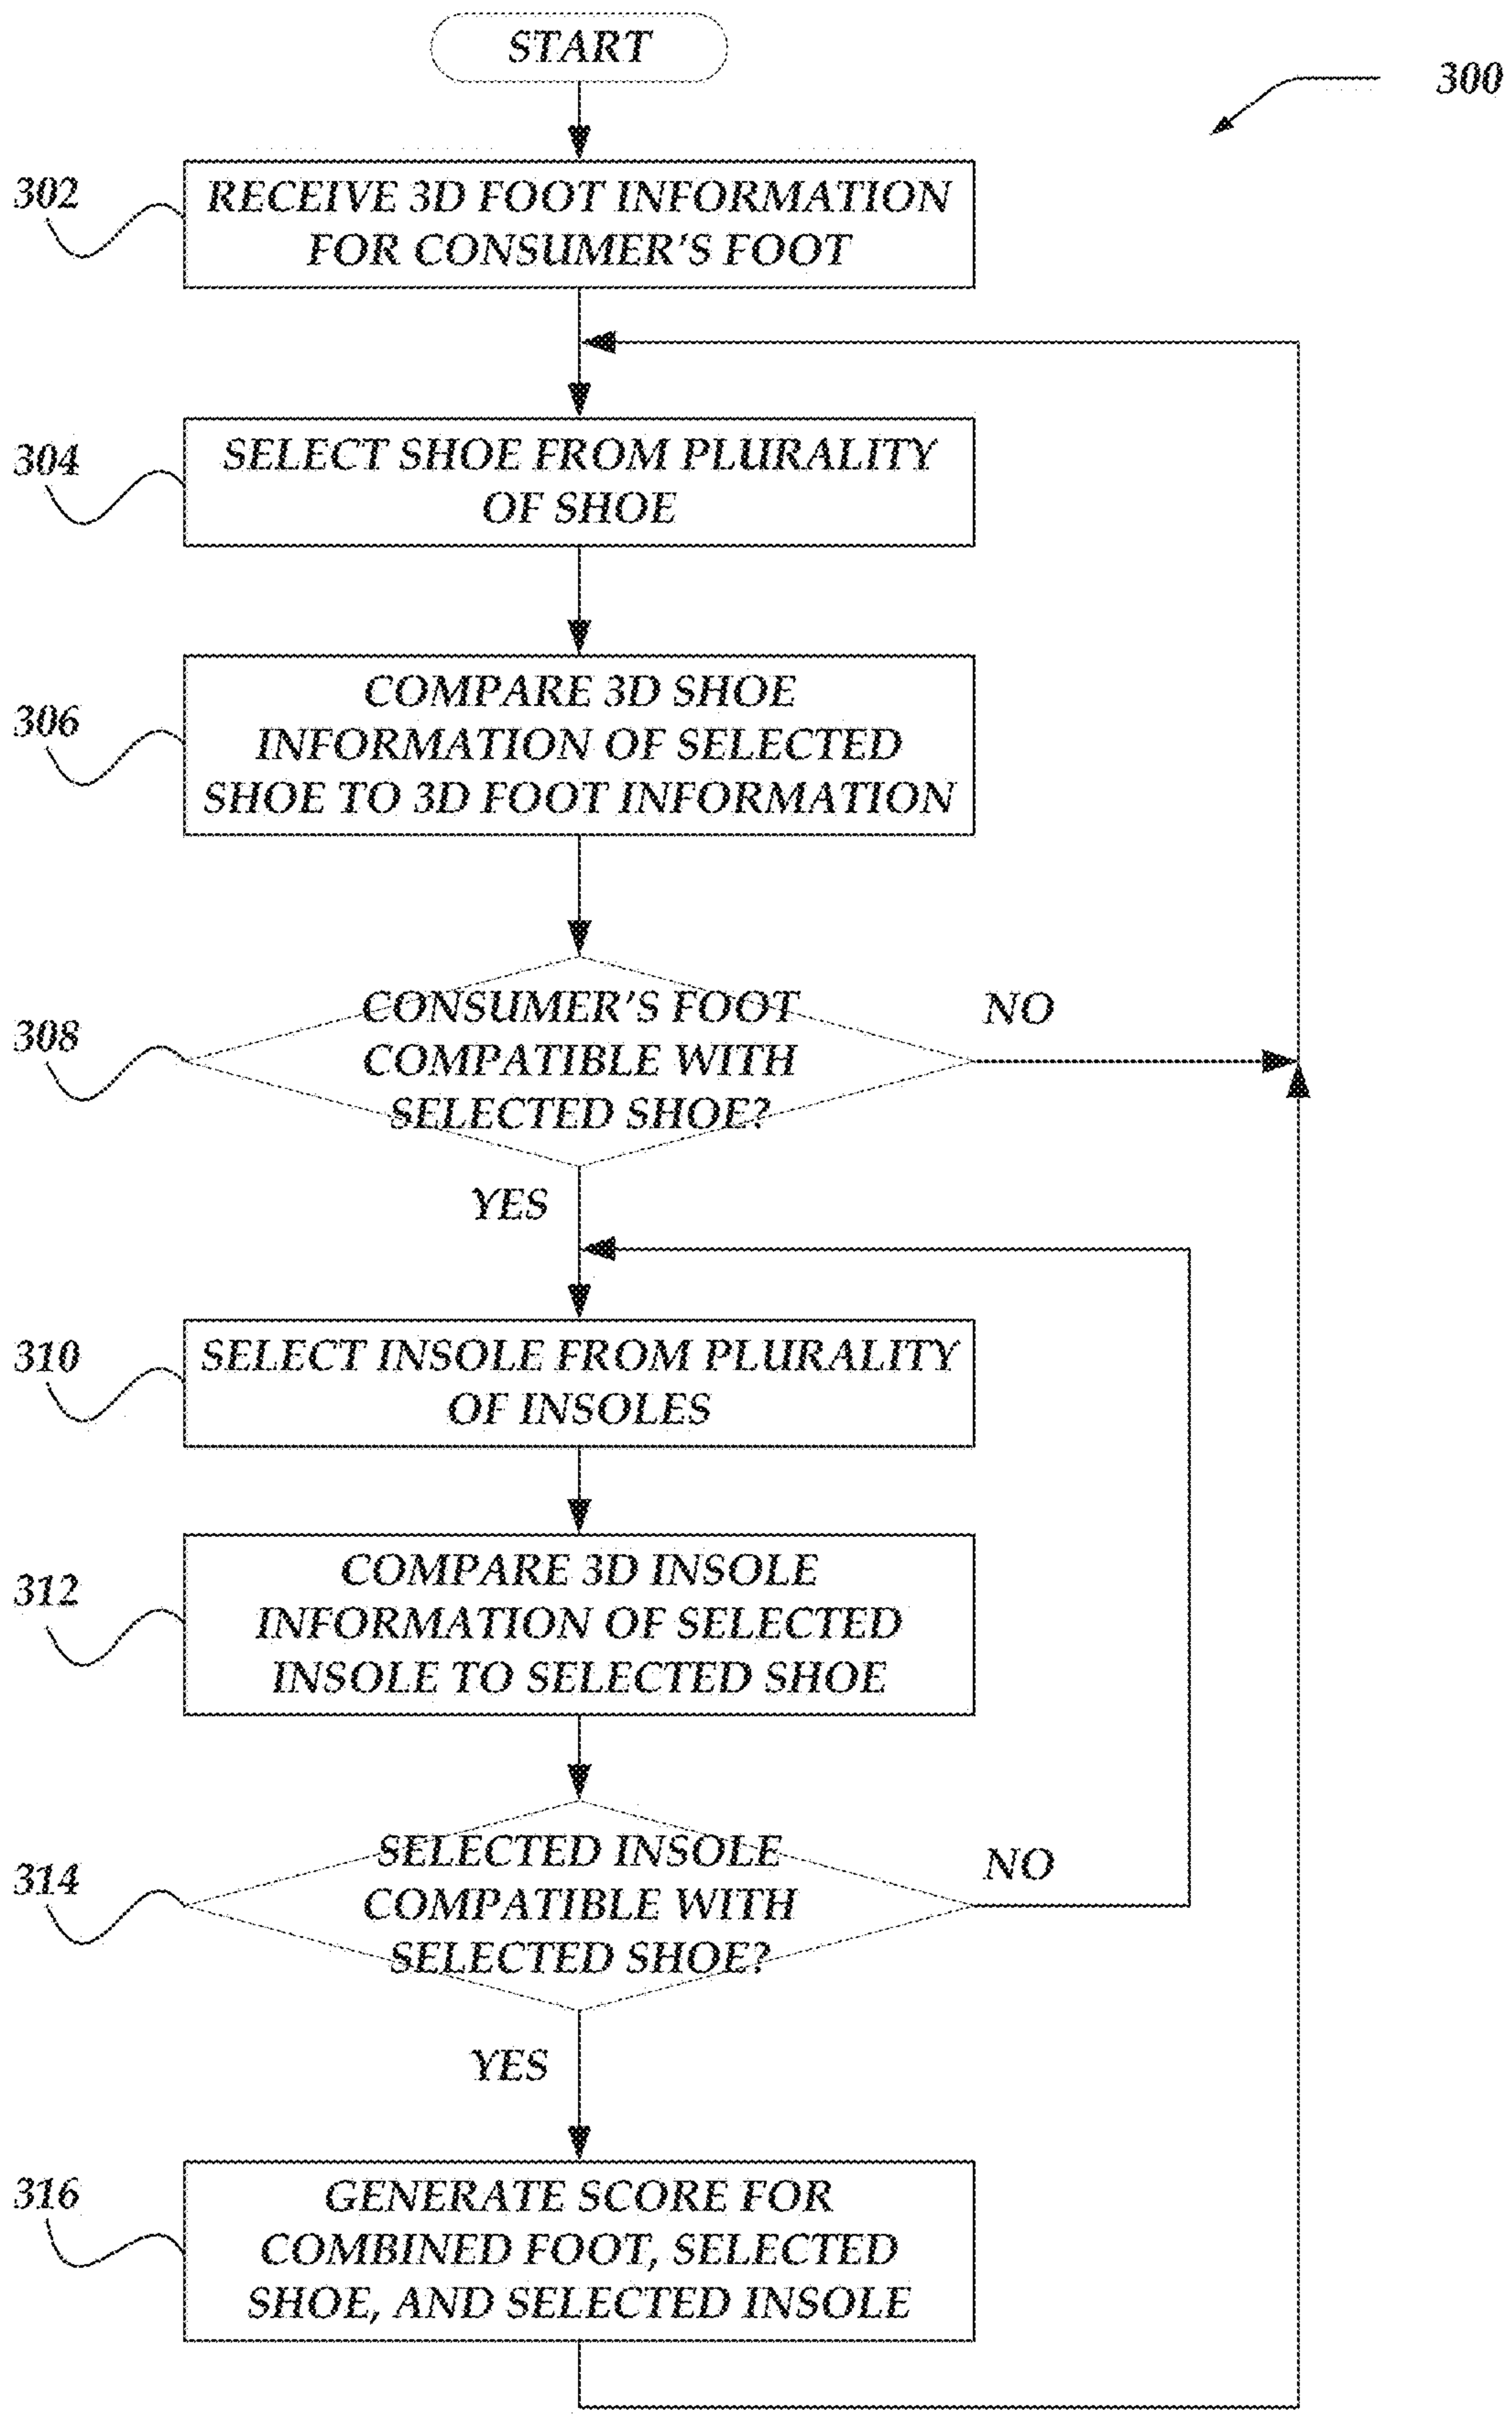 START
300
302
RECEIVE 3D FOOT INFORMATION
FOR CONSUMER'S FOOT
304
SELECT SHOE FROM PLURALITY
OF SHOE
306
COMPARE 3D SHOE
INFORMATION OF SELECTED
SHOE TO 3D FOOT INFORMATION
308
CONSUMER'S FOOT
COMPATIBLE WITH
SELECTED SHOE?
NO
YES
310
SELECT INSOLE FROM PLURALITY
OF INSOLES
312
COMPARE 3D INSOLE
INFORMATION OF SELECTED
INSOLE TO SELECTED SHOE
314
SELECTED INSOLE
COMPATIBLE WITH
SELECTED SHOE?
NO
YES
316
GENERATE SCORE FOR
COMBINED FOOT, SELECTED
SHOE, AND SELECTED INSOLE